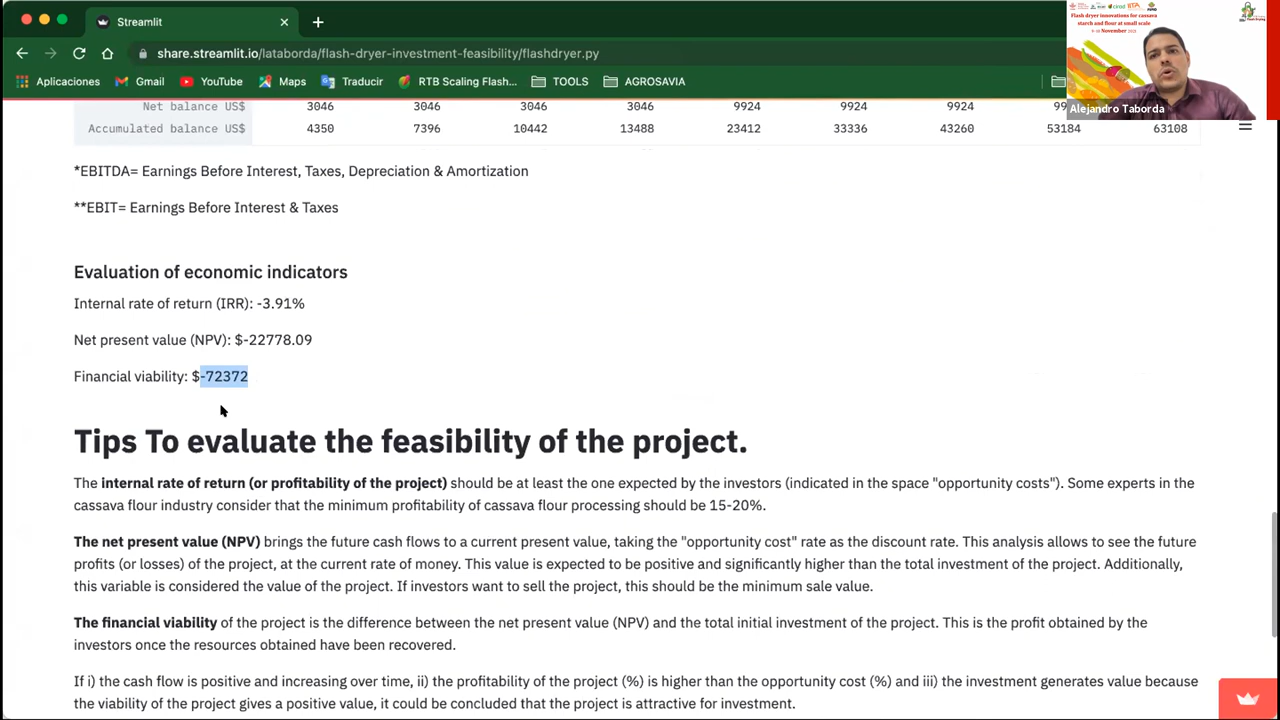 Streamlit
share.streamlit.io/jaboro
Aplicaciones
Gmail
YouTube
Maps
AGROSAVIA
Flash dryer innovations for cassava
starch and flour at small scale
Alejandro Taborda
Net balance US$ 3046 3046 3046 3046 9924 9924 9924
Accumulated balance US$ 4350 7396 10442 13488 23412 33336 43260 53184 63108
*EBITDA= Earnings Before Interest, Taxes, Depreciation & Amortization
**EBIT= Earnings Before Interest & Taxes
Evaluation of economic indicators
Internal rate of return (IRR): -3.91%
Net present value (NPV): $-22778.09
Financial viability: $-72372
Tips To evaluate the feasibility of the project.
The internal rate of return (or profitability of the project) should be at least the one expected by the investors (indicated in the space "opportunity costs"). Some experts in the
cassava flour industry consider that the minimum profitability of cassava flour processing should be 15-20%.
The net present value (NPV) brings the future cash flows to a current present value, taking the "opportunity cost" rate as the discount rate. This analysis allows to see the future
profits (or losses) of the project, at the current rate of money. This value is expected to be positive and significantly higher than the total investment of the project. Additionally,
this variable is considered the value of the project. If investors want to sell the project, this should be the minimum sale value.
The financial viability of the project is the difference between the net present value (NPV) and the total initial investment of the project. This is the profit obtained by the
investors once the resources obtained have been recovered.
If i) the cash flow is positive and increasing over time, ii) the profitability of the project (%) is higher than the opportunity cost (%) and iii) the investment generates value because
the viability of the project gives a positive value, it could be concluded that the project is attractive for investment.